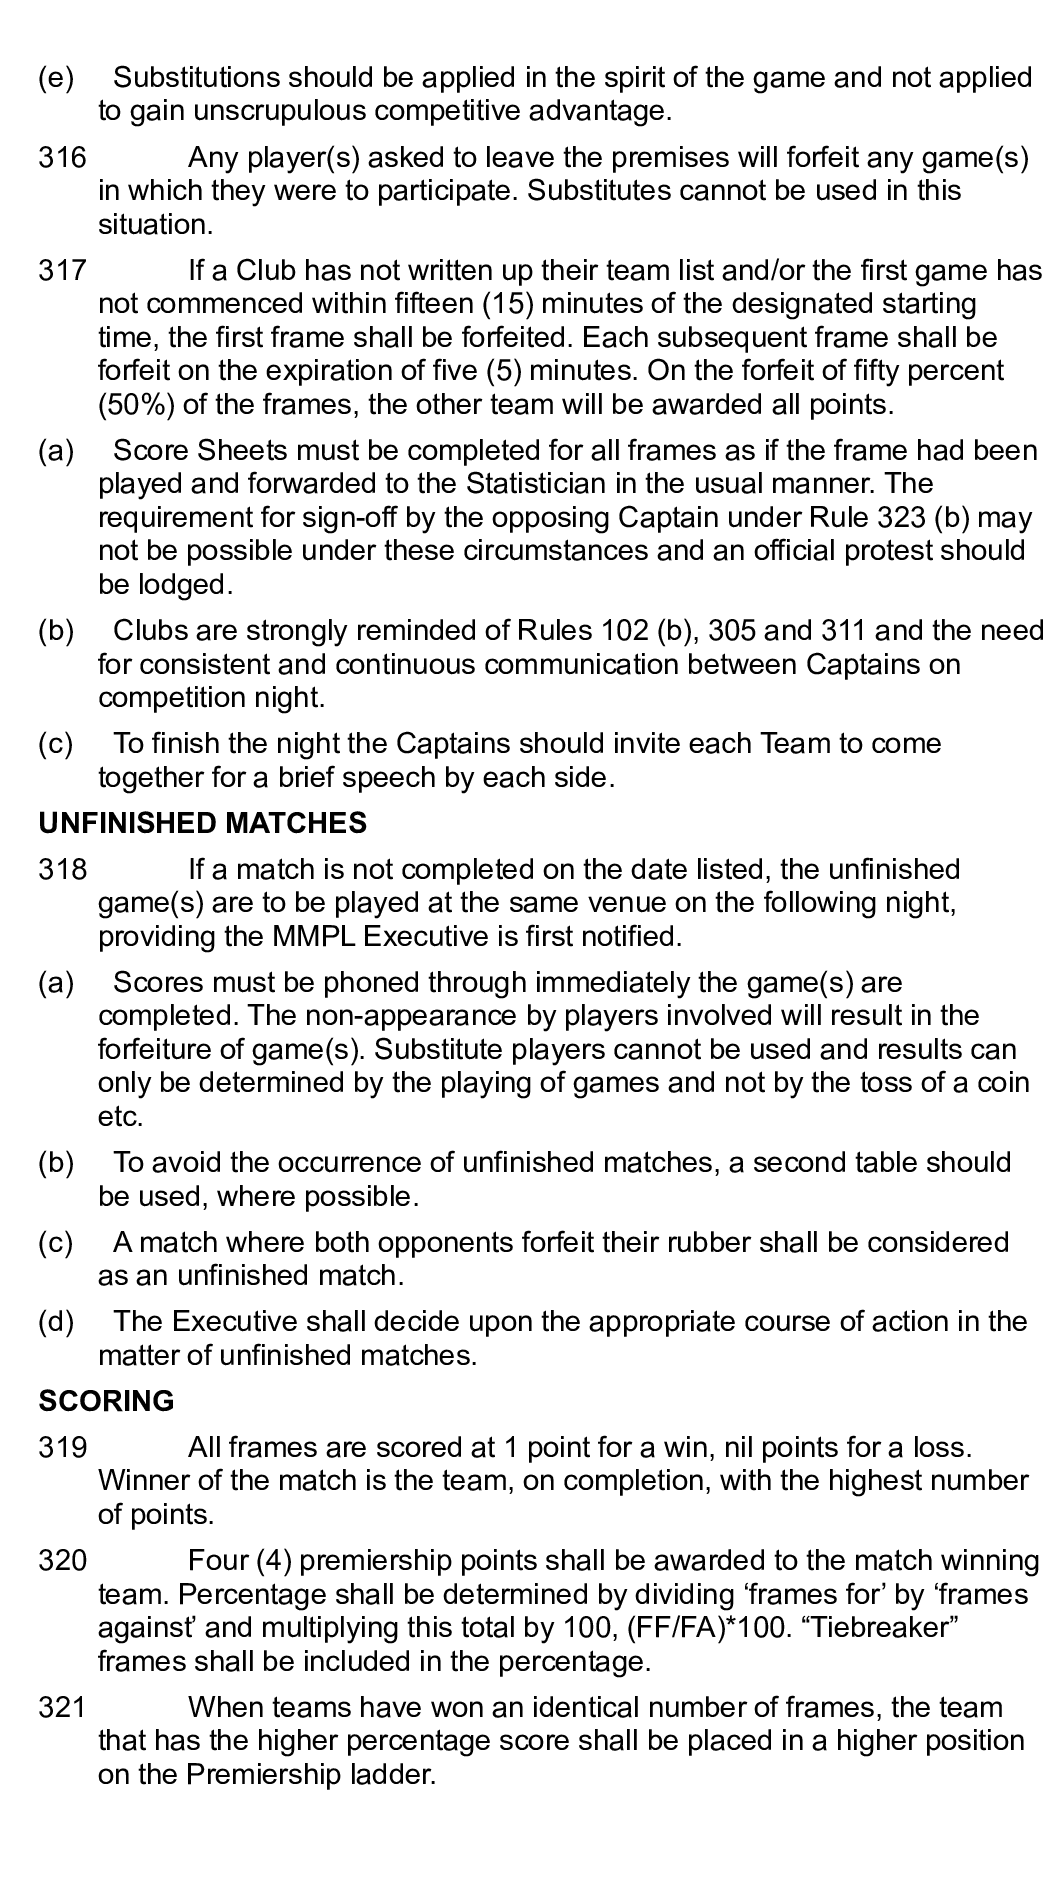 (e) Substitutions should be applied in the spirit of the game and not applied
to gain unscrupulous competitive advantage.
316 Any player(s) asked to leave the premises will forfeit any game(s)
in which they were to participate. Substitutes cannot be used in this
situation.
317 If a Club has not written up their team list and/or the first game has
not commenced within fifteen (15) minutes of the designated starting
time, the first frame shall be forfeited. Each subsequent frame shall be
forfeit on the expiration of five (5) minutes. On the forfeit of fifty percent
(50%) of the frames, the other team will be awarded all points.
(a) Score Sheets must be completed for all frames as if the frame had been
played and forwarded to the Statistician in the usual manner. The
requirement for sign-off by the opposing Captain under Rule 323 (b) may
not be possible under these circumstances and an official protest should
be lodged.
(b) Clubs are strongly reminded of Rules 102 (b), 305 and 311 and the need
for consistent and continuous communication between Captains on
competition night.
(c) To finish the night the Captains should invite each Team to come
together for a brief speech by each side.
UNFINISHED MATCHES
318 If a match is not completed on the date listed, the unfinished
game(s) are to be played at the same venue on the following night,
providing the MMPL Executive is first notified.
(a) Scores must be phoned through immediately the game(s) are
completed. The non-appearance by players involved will result in the
forfeiture of game(s). Substitute players cannot be used and results can
only be determined by the playing of games and not by the toss of a coin
etc.
(b) To avoid the occurrence of unfinished matches, a second table should
be used, where possible.
(c) A match where both opponents forfeit their rubber shall be considered
as an unfinished match.
(d) The Executive shall decide upon the appropriate course of action in the
matter of unfinished matches.
SCORING
319 All frames are scored at 1 point for a win, nil points for a loss.
Winner of the match is the team, on completion, with the highest number
of points.
320 Four (4) premiership points shall be awarded to the match winning
team. Percentage shall be determined by dividing ‘frames for’ by ‘frames
against’ and multiplying this total by 100, (FF/FA)*100. “Tiebreaker”
frames shall be included in the percentage.
321 When teams have won an identical number of frames, the team
that has the higher percentage score shall be placed in a higher position
on the Premiership ladder.